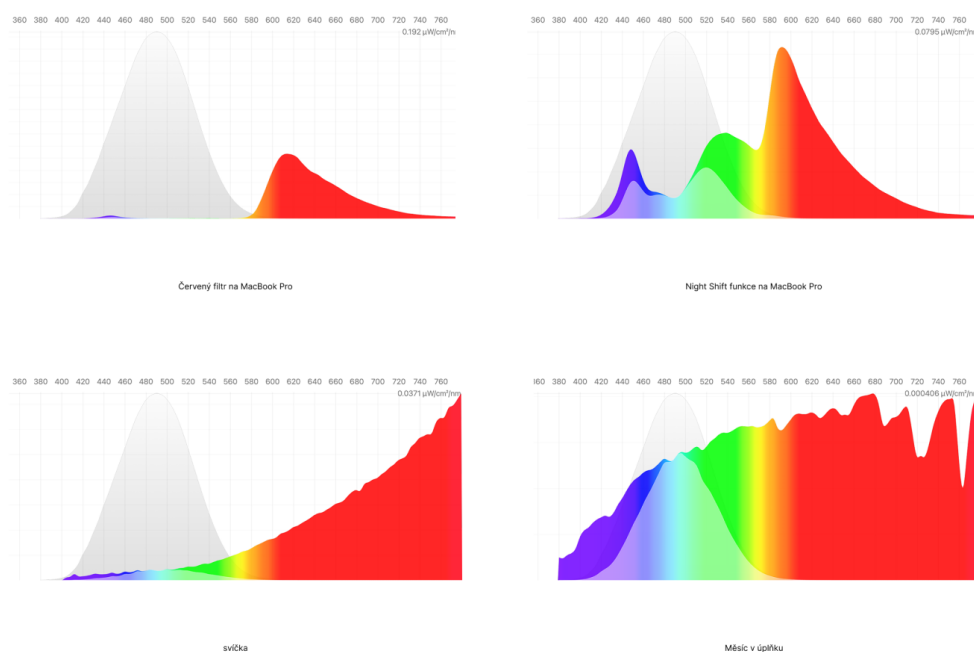 360 380 400 420 440 460 480 500 520 540 560 580 600 620 640 660 680 700 720 740 760
0.192 µW/cm²/n
Červený filtr na MacBook Pro
360 380 400 420 440 460 480 500 520 540 560 580 600 620 640 660 680 700 720 740 760
0.0795 µW/cm²/n
Night Shift funkce na MacBook Pro
360 380 400 420 440 460 480 500 520 540 560 580 600 620 640 660 680 700 720 740 760
0.0371 µW/cm²/nm
svíčka
360 380 400 420 440 460 480 500 520 540 560 580 600 620 640 660 680 700 720 740 760
0.000406 µW/cm²/n
Měsíc v úplňku